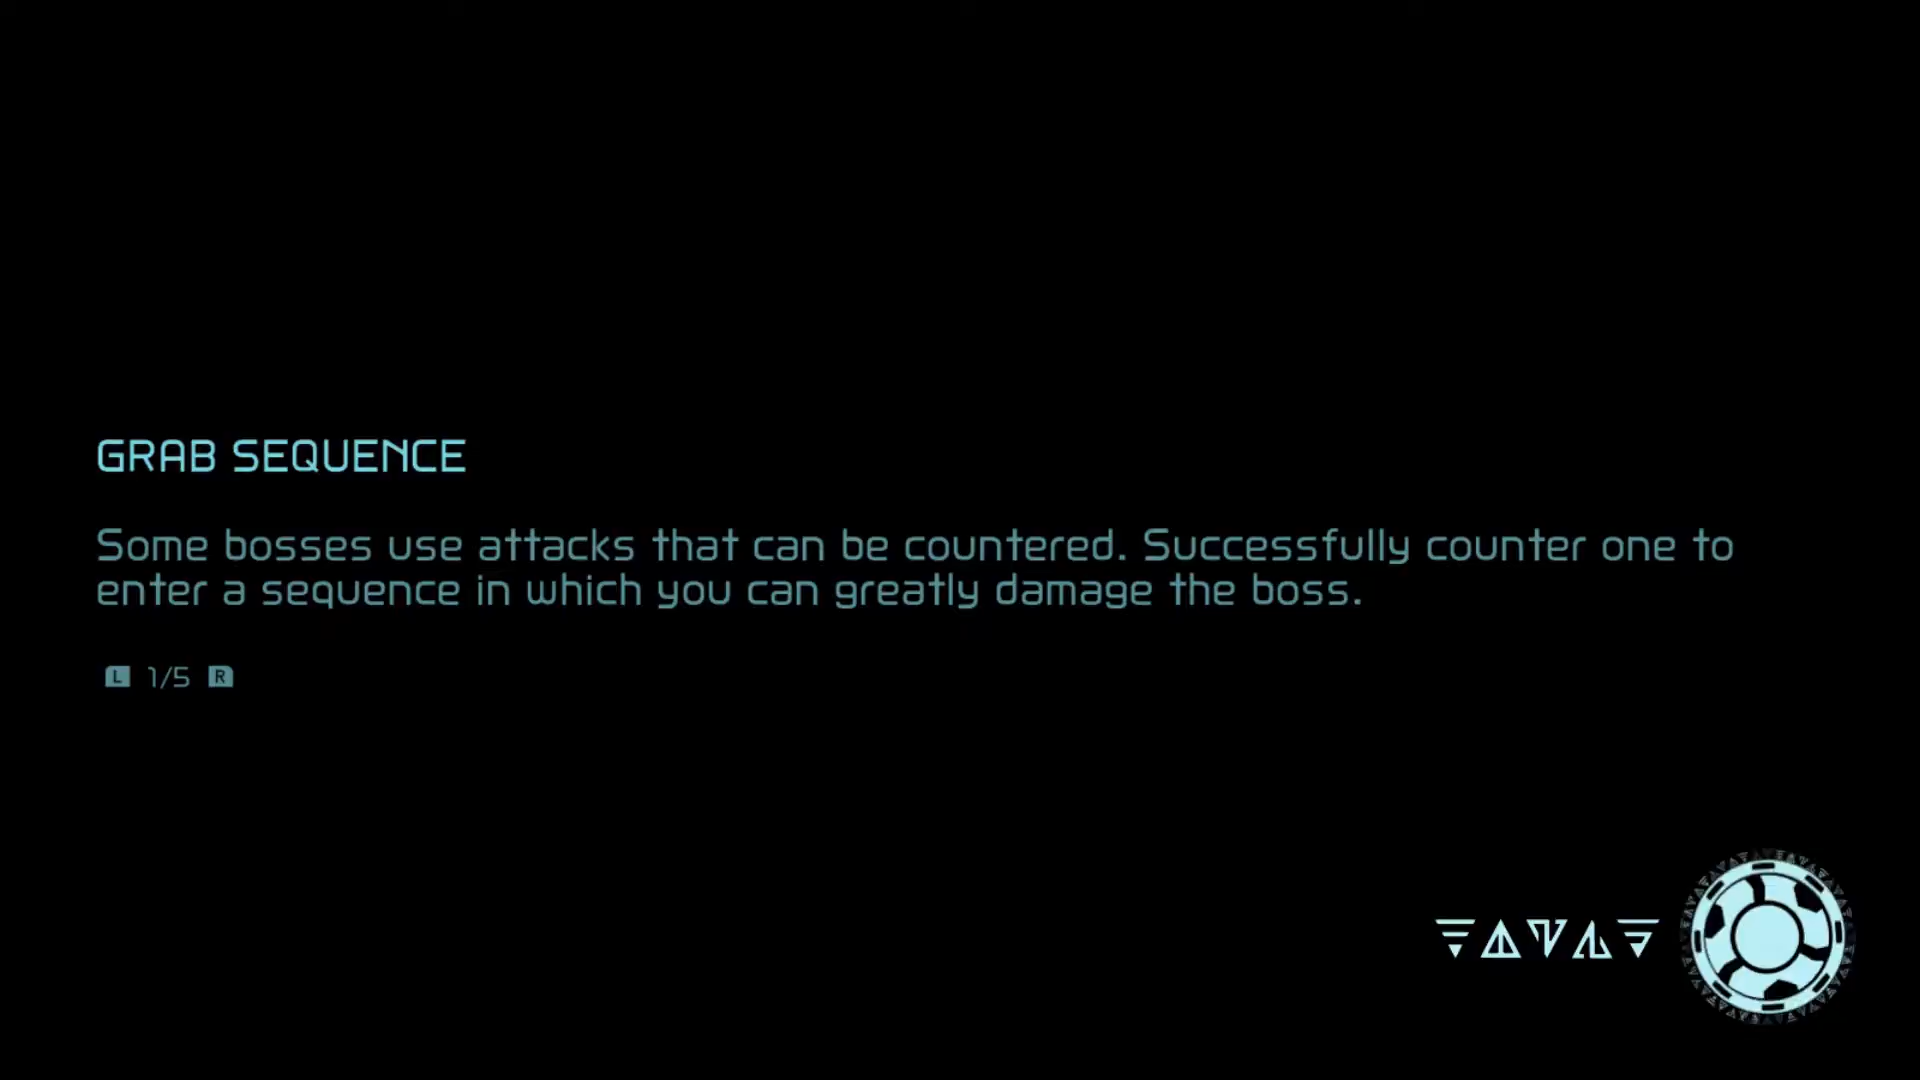 GRAB SEQUENCE
Some bosses use attacks that can be countered. Successfully counter one to
enter a sequence in which you can greatly damage the boss.
L 1/5 R